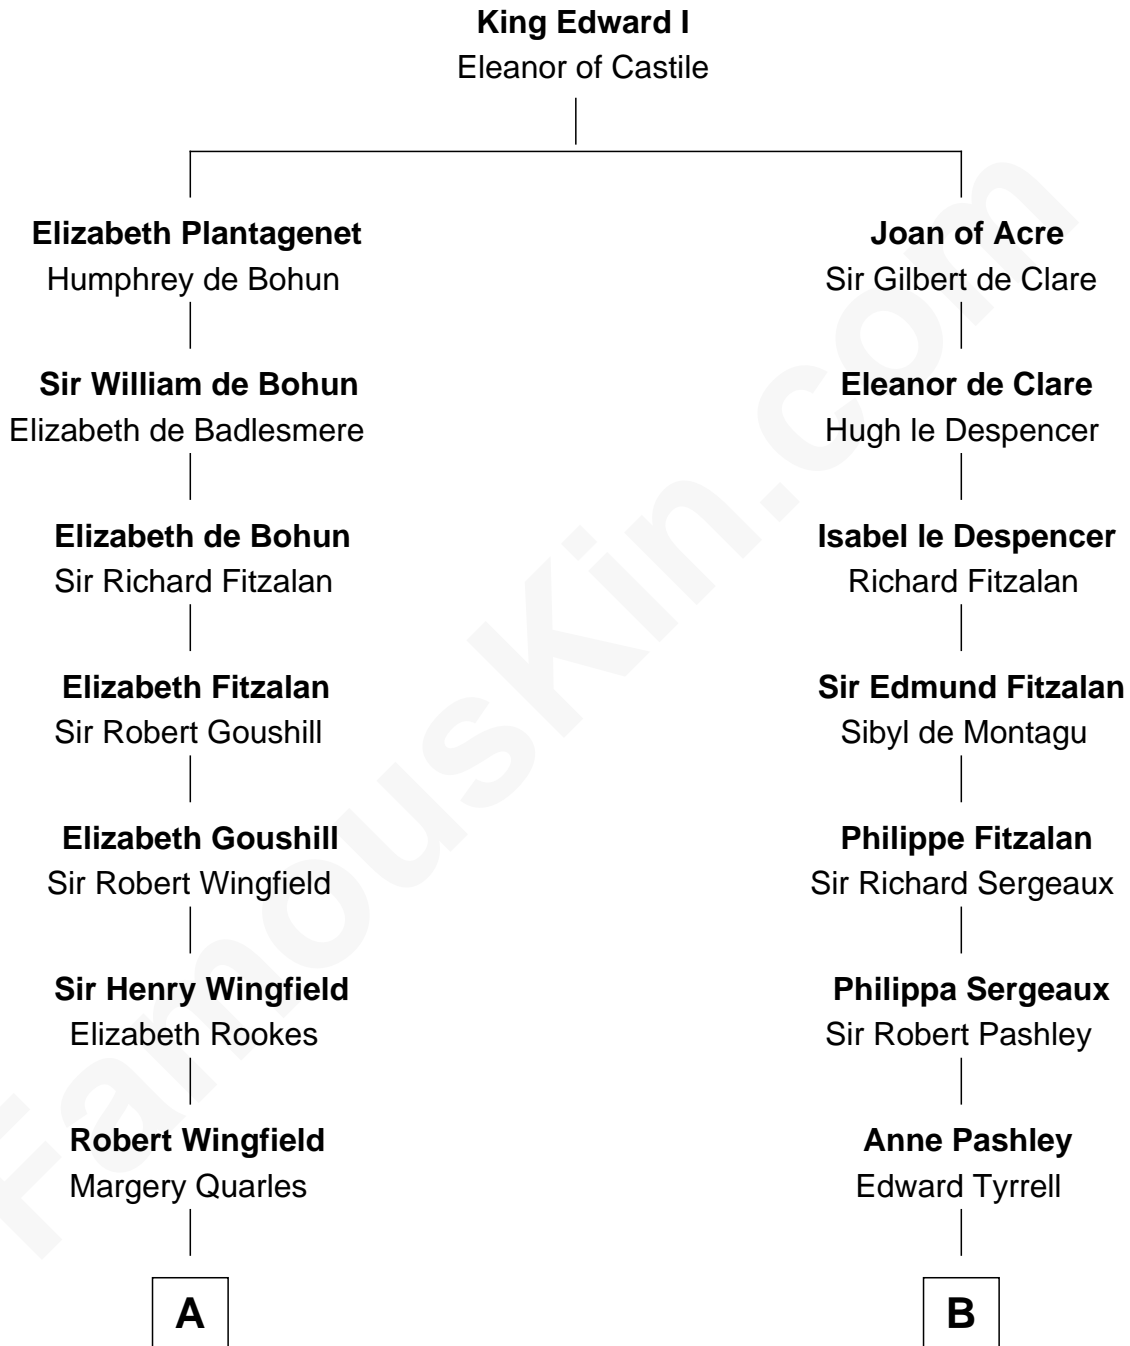 King Edward I
Eleanor of Castile
Elizabeth Plantagenet
Humphrey de Bohun
Joan of Acre
Sir Gilbert de Clare
Sir William de Bohun
Elizabeth de Badlesmere
Eleanor de Clare
Hugh le Despencer
Elizabeth de Bohun
Sir Richard Fitzalan
Isabel le Despencer
Richard Fitzalan
Elizabeth Fitzalan
Sir Robert Goushill
Sir Edmund Fitzalan
Sibyl de Montagu
Elizabeth Goushill
Sir Robert Wingfield
Philippe Fitzalan
Sir Richard Sergeaux
Sir Henry Wingfield
Elizabeth Rookes
Philippa Sergeaux
Sir Robert Pashley
Robert Wingfield
Margery Quarles
Anne Pashley
Edward Tyrrell
A
B
FamousKin.com